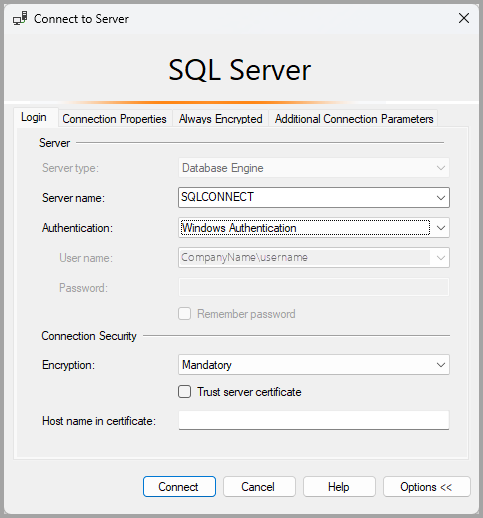 Connect to Server
SQL Server
Login Connection Properties Always Encrypted Additional Connection Parameters
Server
Server type: Database Engine
Server name: SQLCONNECT
Authentication: Windows Authentication
User name: CompanyName\username
Password:
Remember password
Connection Security
Encryption: Mandatory
Trust server certificate
Host name in certificate:
Connect Cancel Help Options <<